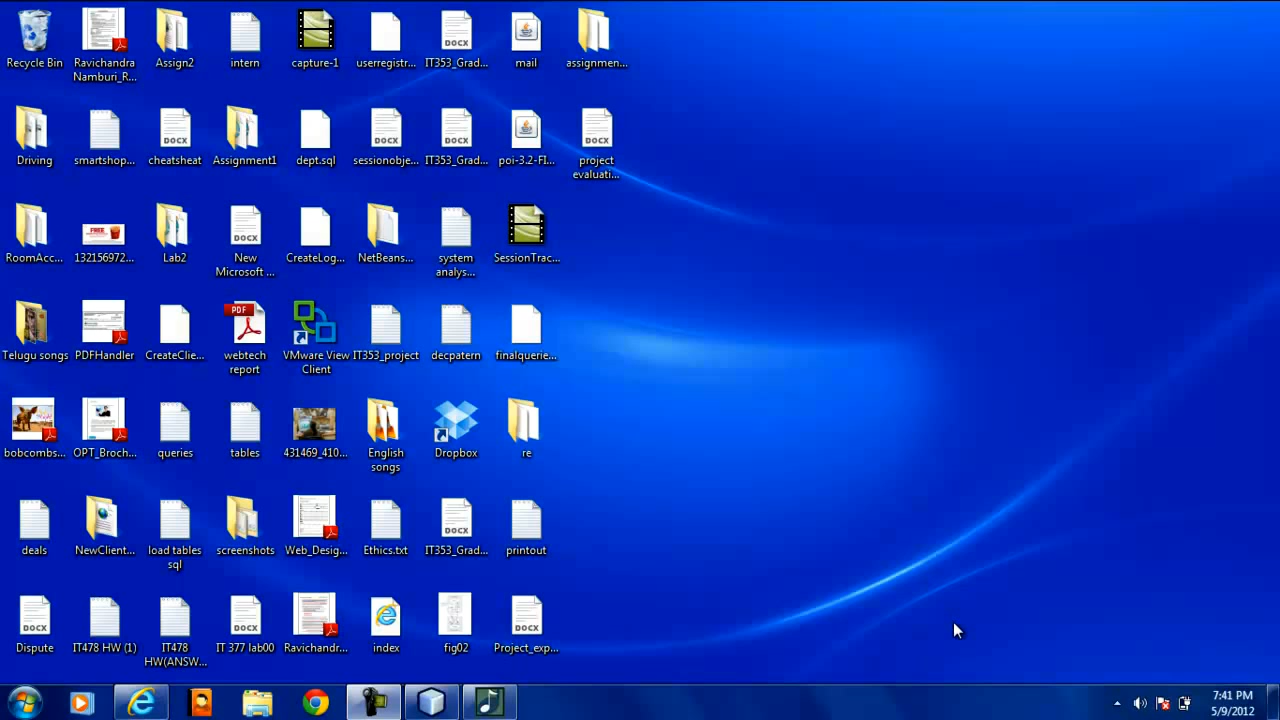 Recycle Bin
Ravichandra
Namburi_R...
Assign2
intern
capture-1
userregistr...
IT353_Grad...
mail
assignmen...
Driving
smartshop...
cheatsheat
Assignment1
dept.sql
sessionobje...
IT353_Grad...
poi-3.2-FI...
project
evaluati...
RoomAcc...
132156972...
Lab2
New
Microsoft ...
CreateLog...
NetBeans...
system
analys...
SessionTrac...
Telugu songs
PDFHandler
CreateClie...
webtech
report
VMware View
Client
IT353_project
decpatern
finalquerie...
bobcombs...
OPT_Broch...
queries
tables
431469_410...
English
songs
Dropbox
re
deals
NewClient...
load tables
sql
screenshots
Web_Desig...
Ethics.txt
IT353_Grad...
printout
Dispute
IT478 HW (1)
IT478
HW(ANSW...
IT 377 lab00
Ravichandr...
index
fig02
Project_exp...
DOCX
DOCX
DOCX
DOCX
DOCX
DOCX
DOCX
PDF
FREE
DOCX
DOCX
DOCX
DOCX
7:41 PM
5/9/2012